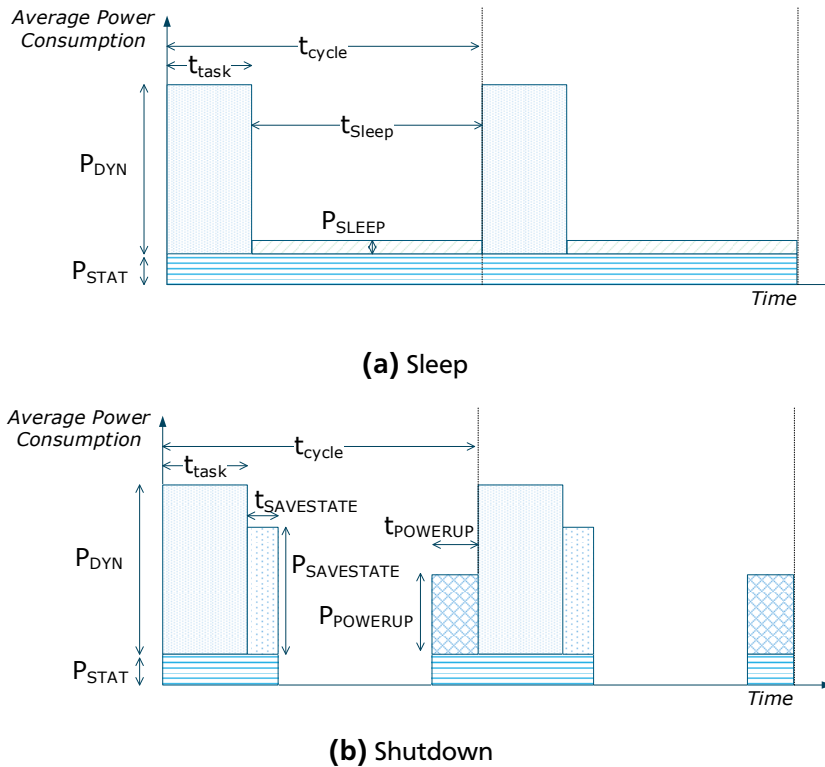 Average Power
Consumption
t_cycle
t_task
t_Sleep
P_DYN
P_SLEEP
P_STAT
Time
(a) Sleep
Average Power
Consumption
t_cycle
t_task
t_SAVESTATE
t_POWERUP
P_DYN
P_SAVESTATE
P_POWERUP
P_STAT
Time
(b) Shutdown